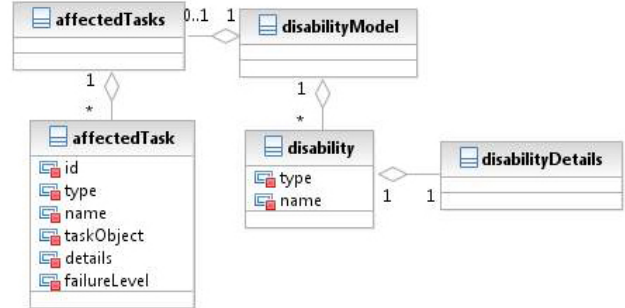 affectedTasks
0..1 1
disabilityModel
1
*
1
*
affectedTask
id
type
name
taskObject
details
failureLevel
disability
type
name
1 1
disabilityDetails